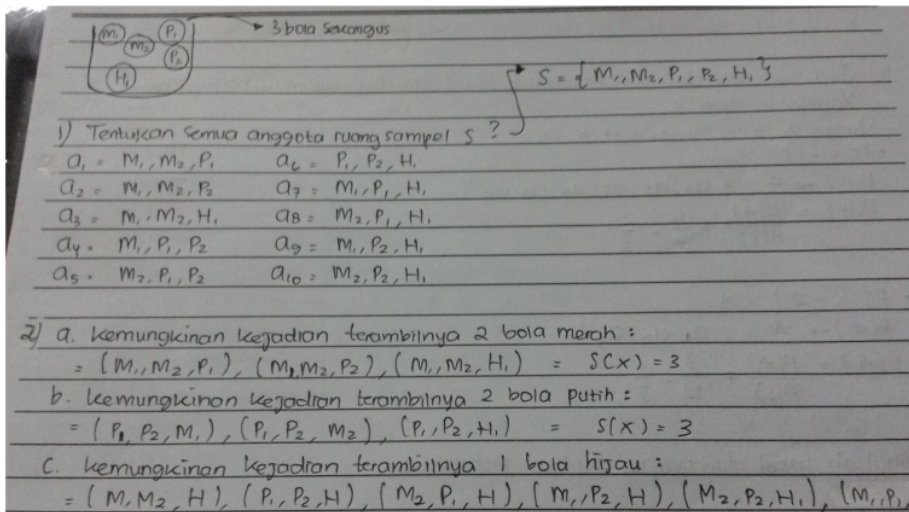 M₁ P₁
M₂ P₂
H₁
3 bola Sekaligus
S = { M₁, M₂, P₁, P₂, H₁ }
1) Tentukan semua anggota ruang sampel S ?
a₁ = M₁, M₂, P₁ a₆ = P₁, P₂, H₁
a₂ = M₁, M₂, P₂ a₇ = M₁, P₁, H₁
a₃ = M₁, M₂, H₁ a₈ = M₂, P₁, H₁
a₄ = M₁, P₁, P₂ a₉ = M₁, P₂, H₁
a₅ = M₂, P₁, P₂ a₁₀ = M₂, P₂, H₁
2) a. kemungkinan kejadian terambilnya 2 bola merah :
= (M₁, M₂, P₁), (M₁, M₂, P₂), (M₁, M₂, H₁) = S(x) = 3
b. kemungkinan kejadian terambilnya 2 bola putih :
= (P₁, P₂, M₁), (P₁, P₂, M₂), (P₁, P₂, H₁) = S(x) = 3
c. kemungkinan kejadian terambilnya 1 bola hijau :
= (M₁, M₂, H), (P₁, P₂, H), (M₂, P₁, H), (M₁, P₂, H), (M₂, P₂, H₁), (M₁, P₁,